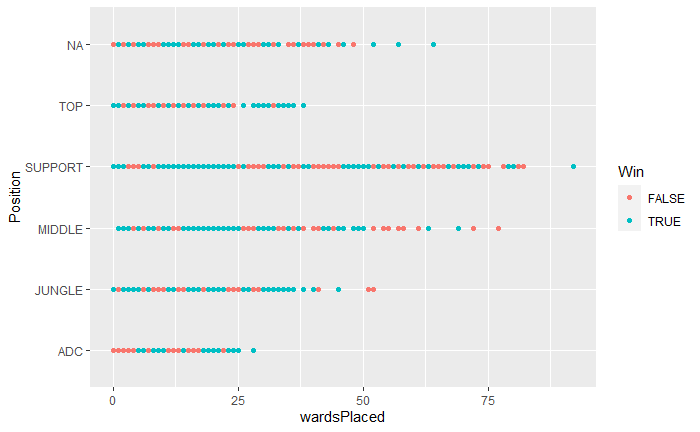 NA
TOP
SUPPORT
MIDDLE
JUNGLE
ADC
Position
0
25
50
75
wardsPlaced
Win
FALSE
TRUE